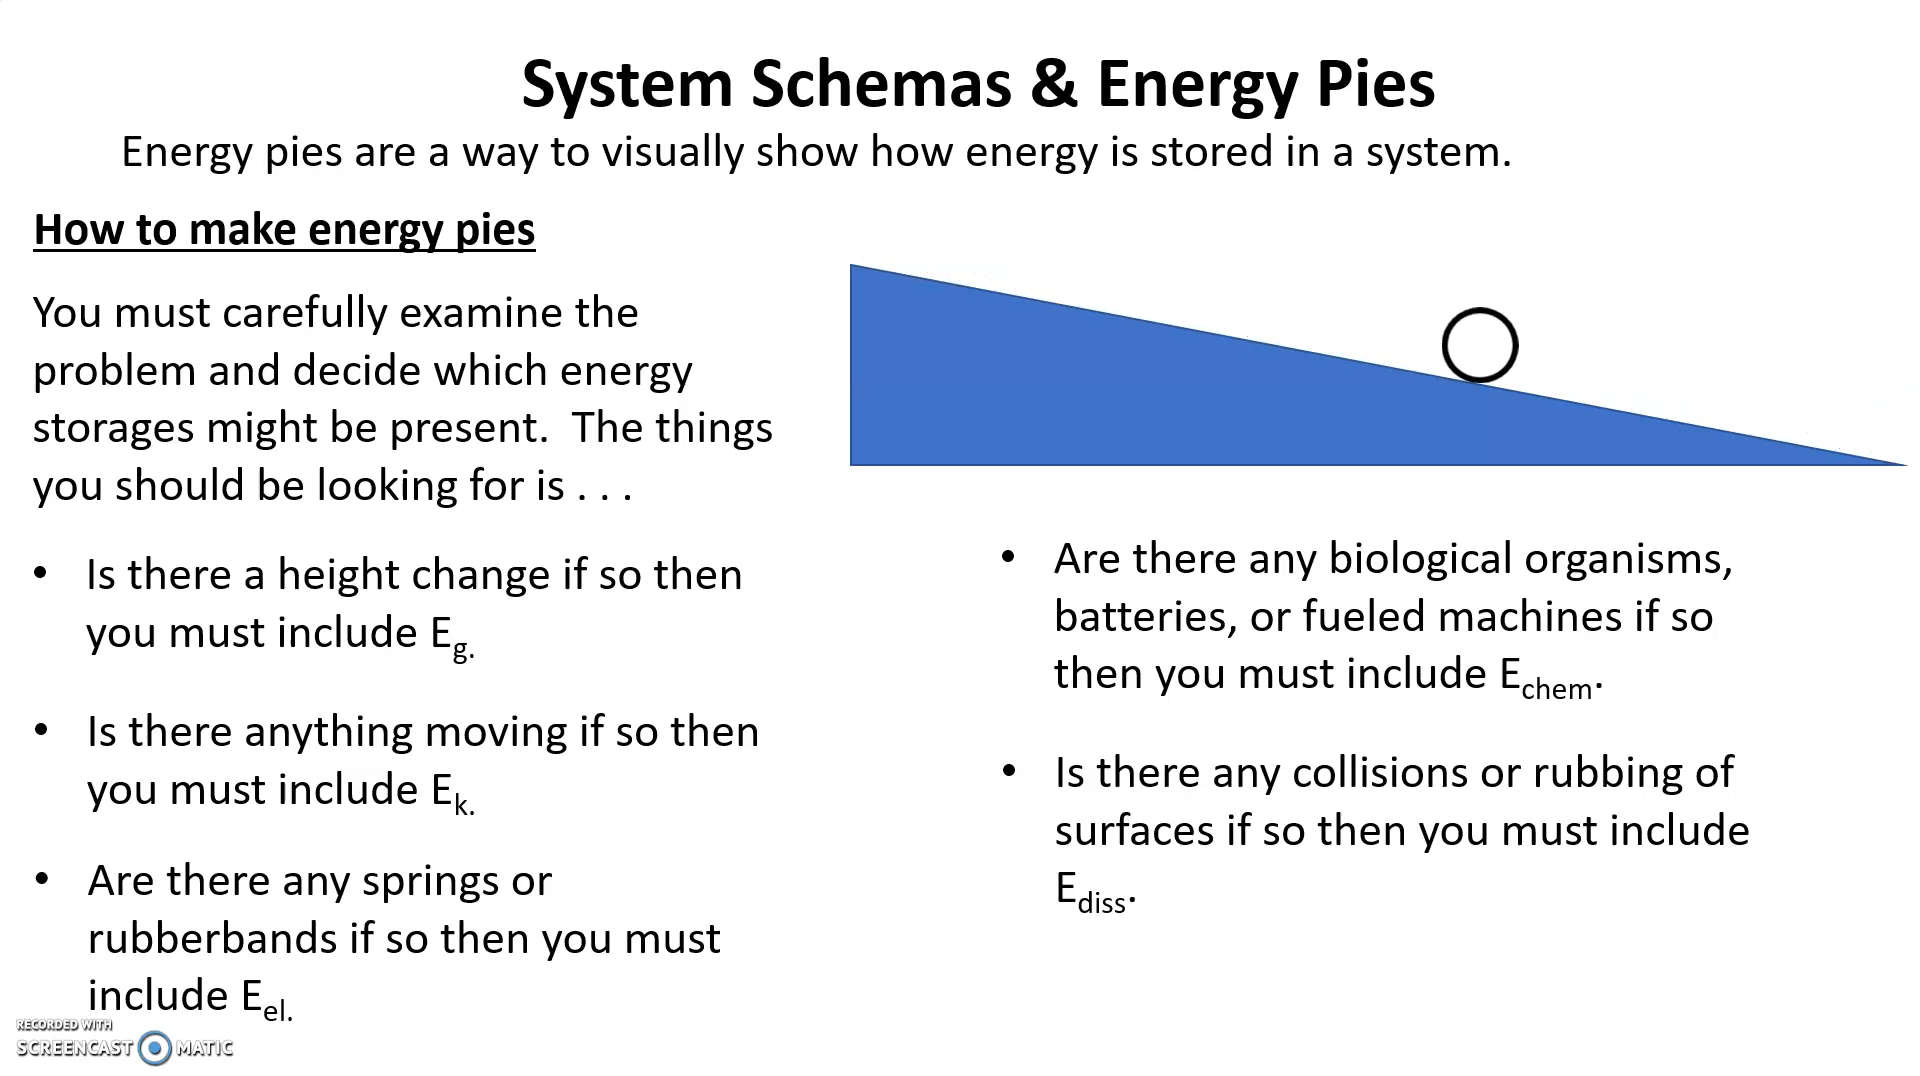 System Schemas & Energy Pies
Energy pies are a way to visually show how energy is stored in a system.
How to make energy pies
You must carefully examine the
problem and decide which energy
storages might be present.  The things
you should be looking for is . . .
• Is there a height change if so then
you must include Eg.
• Is there anything moving if so then
you must include Ek.
• Are there any springs or
rubberbands if so then you must
include Eel.
• Are there any biological organisms,
batteries, or fueled machines if so
then you must include Echem.
• Is there any collisions or rubbing of
surfaces if so then you must include
Ediss.
RECORDED WITH
SCREENCAST MATIC